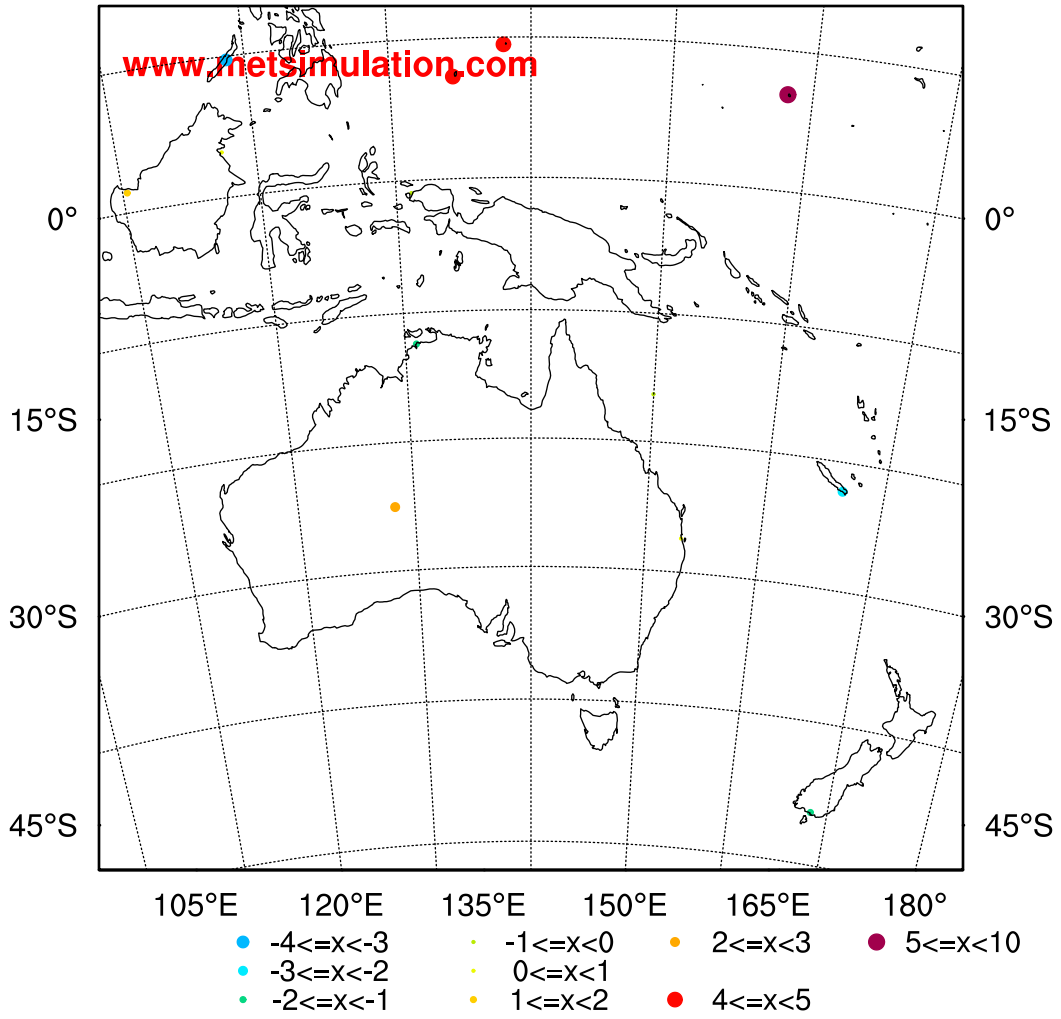 www.metsimulation.com
0° 0°
15°S 15°S
30°S 30°S
45°S 45°S
105°E 120°E 135°E 150°E 165°E 180°
-4<=x<-3 -1<=x<0 2<=x<3 5<=x<10
-3<=x<-2 0<=x<1
-2<=x<-1 1<=x<2 4<=x<5